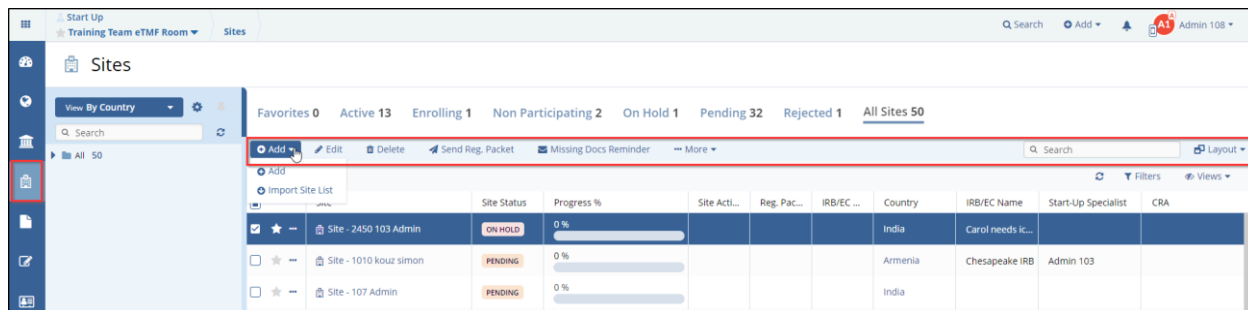 Start Up
Training Team eTMF Room
Sites
Search
Add
A1
Admin 108
Sites
View By Country
Search
All 50
Favorites 0
Active 13
Enrolling 1
Non Participating 2
On Hold 1
Pending 32
Rejected 1
All Sites 50
Add
Edit
Delete
Send Reg. Packet
Missing Docs Reminder
More
Search
Layout
Add
Import Site List
Filters
Views
Site Status
Progress %
Site Acti...
Reg. Pac...
IRB/EC ...
Country
IRB/EC Name
Start-Up Specialist
CRA
Site - 2450 103 Admin
ON HOLD
0 %
India
Carol needs ic...
Site - 1010 kouz simon
PENDING
0 %
Armenia
Chesapeake IRB
Admin 103
Site - 107 Admin
PENDING
0 %
India